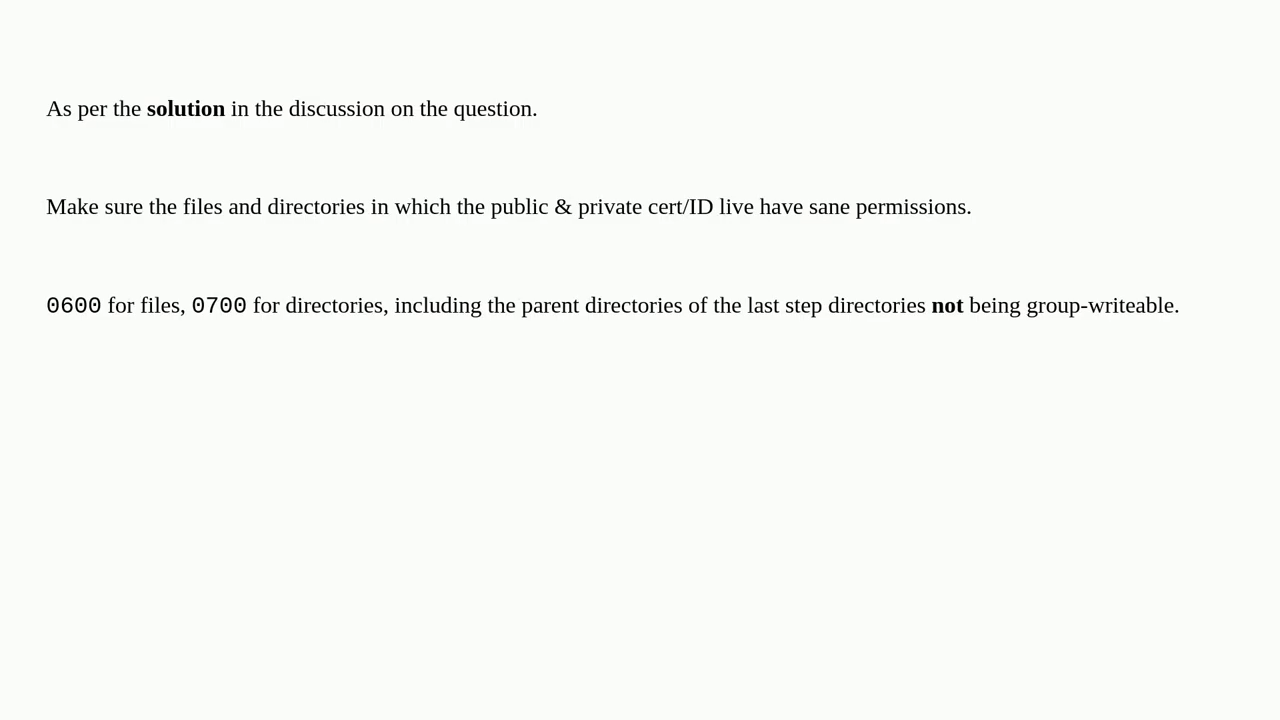 As per the solution in the discussion on the question.
Make sure the files and directories in which the public & private cert/ID live have sane permissions.
0600 for files, 0700 for directories, including the parent directories of the last step directories not being group-writeable.